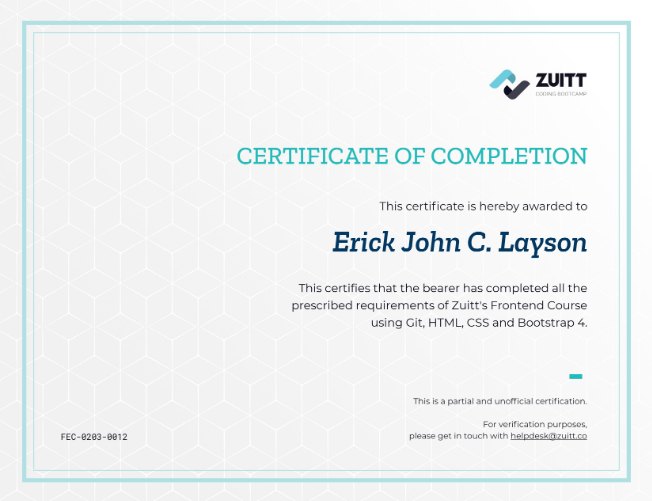 ZUITT
CODING BOOTCAMP
CERTIFICATE OF COMPLETION
This certificate is hereby awarded to
Erick John C. Layson
This certifies that the bearer has completed all the
prescribed requirements of Zuitt's Frontend Course
using Git, HTML, CSS and Bootstrap 4.
This is a partial and unofficial certification.
For verification purposes,
please get in touch with helpdesk@zuitt.co
FEC-0203-0012